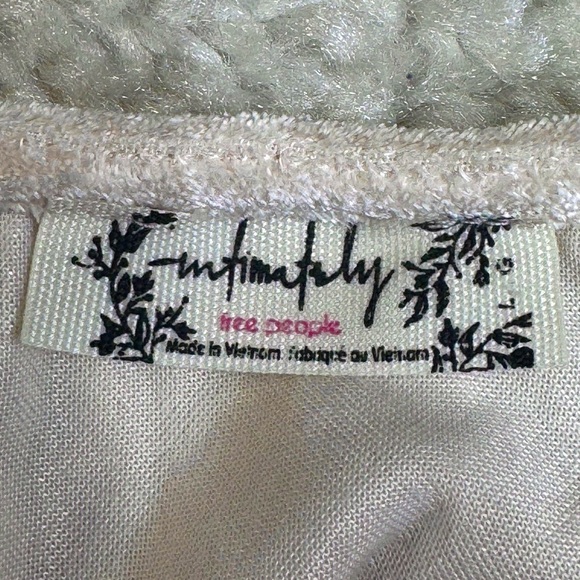 intimately
free people
Made in Vietnam. Fabriqué au Vietnam
L G